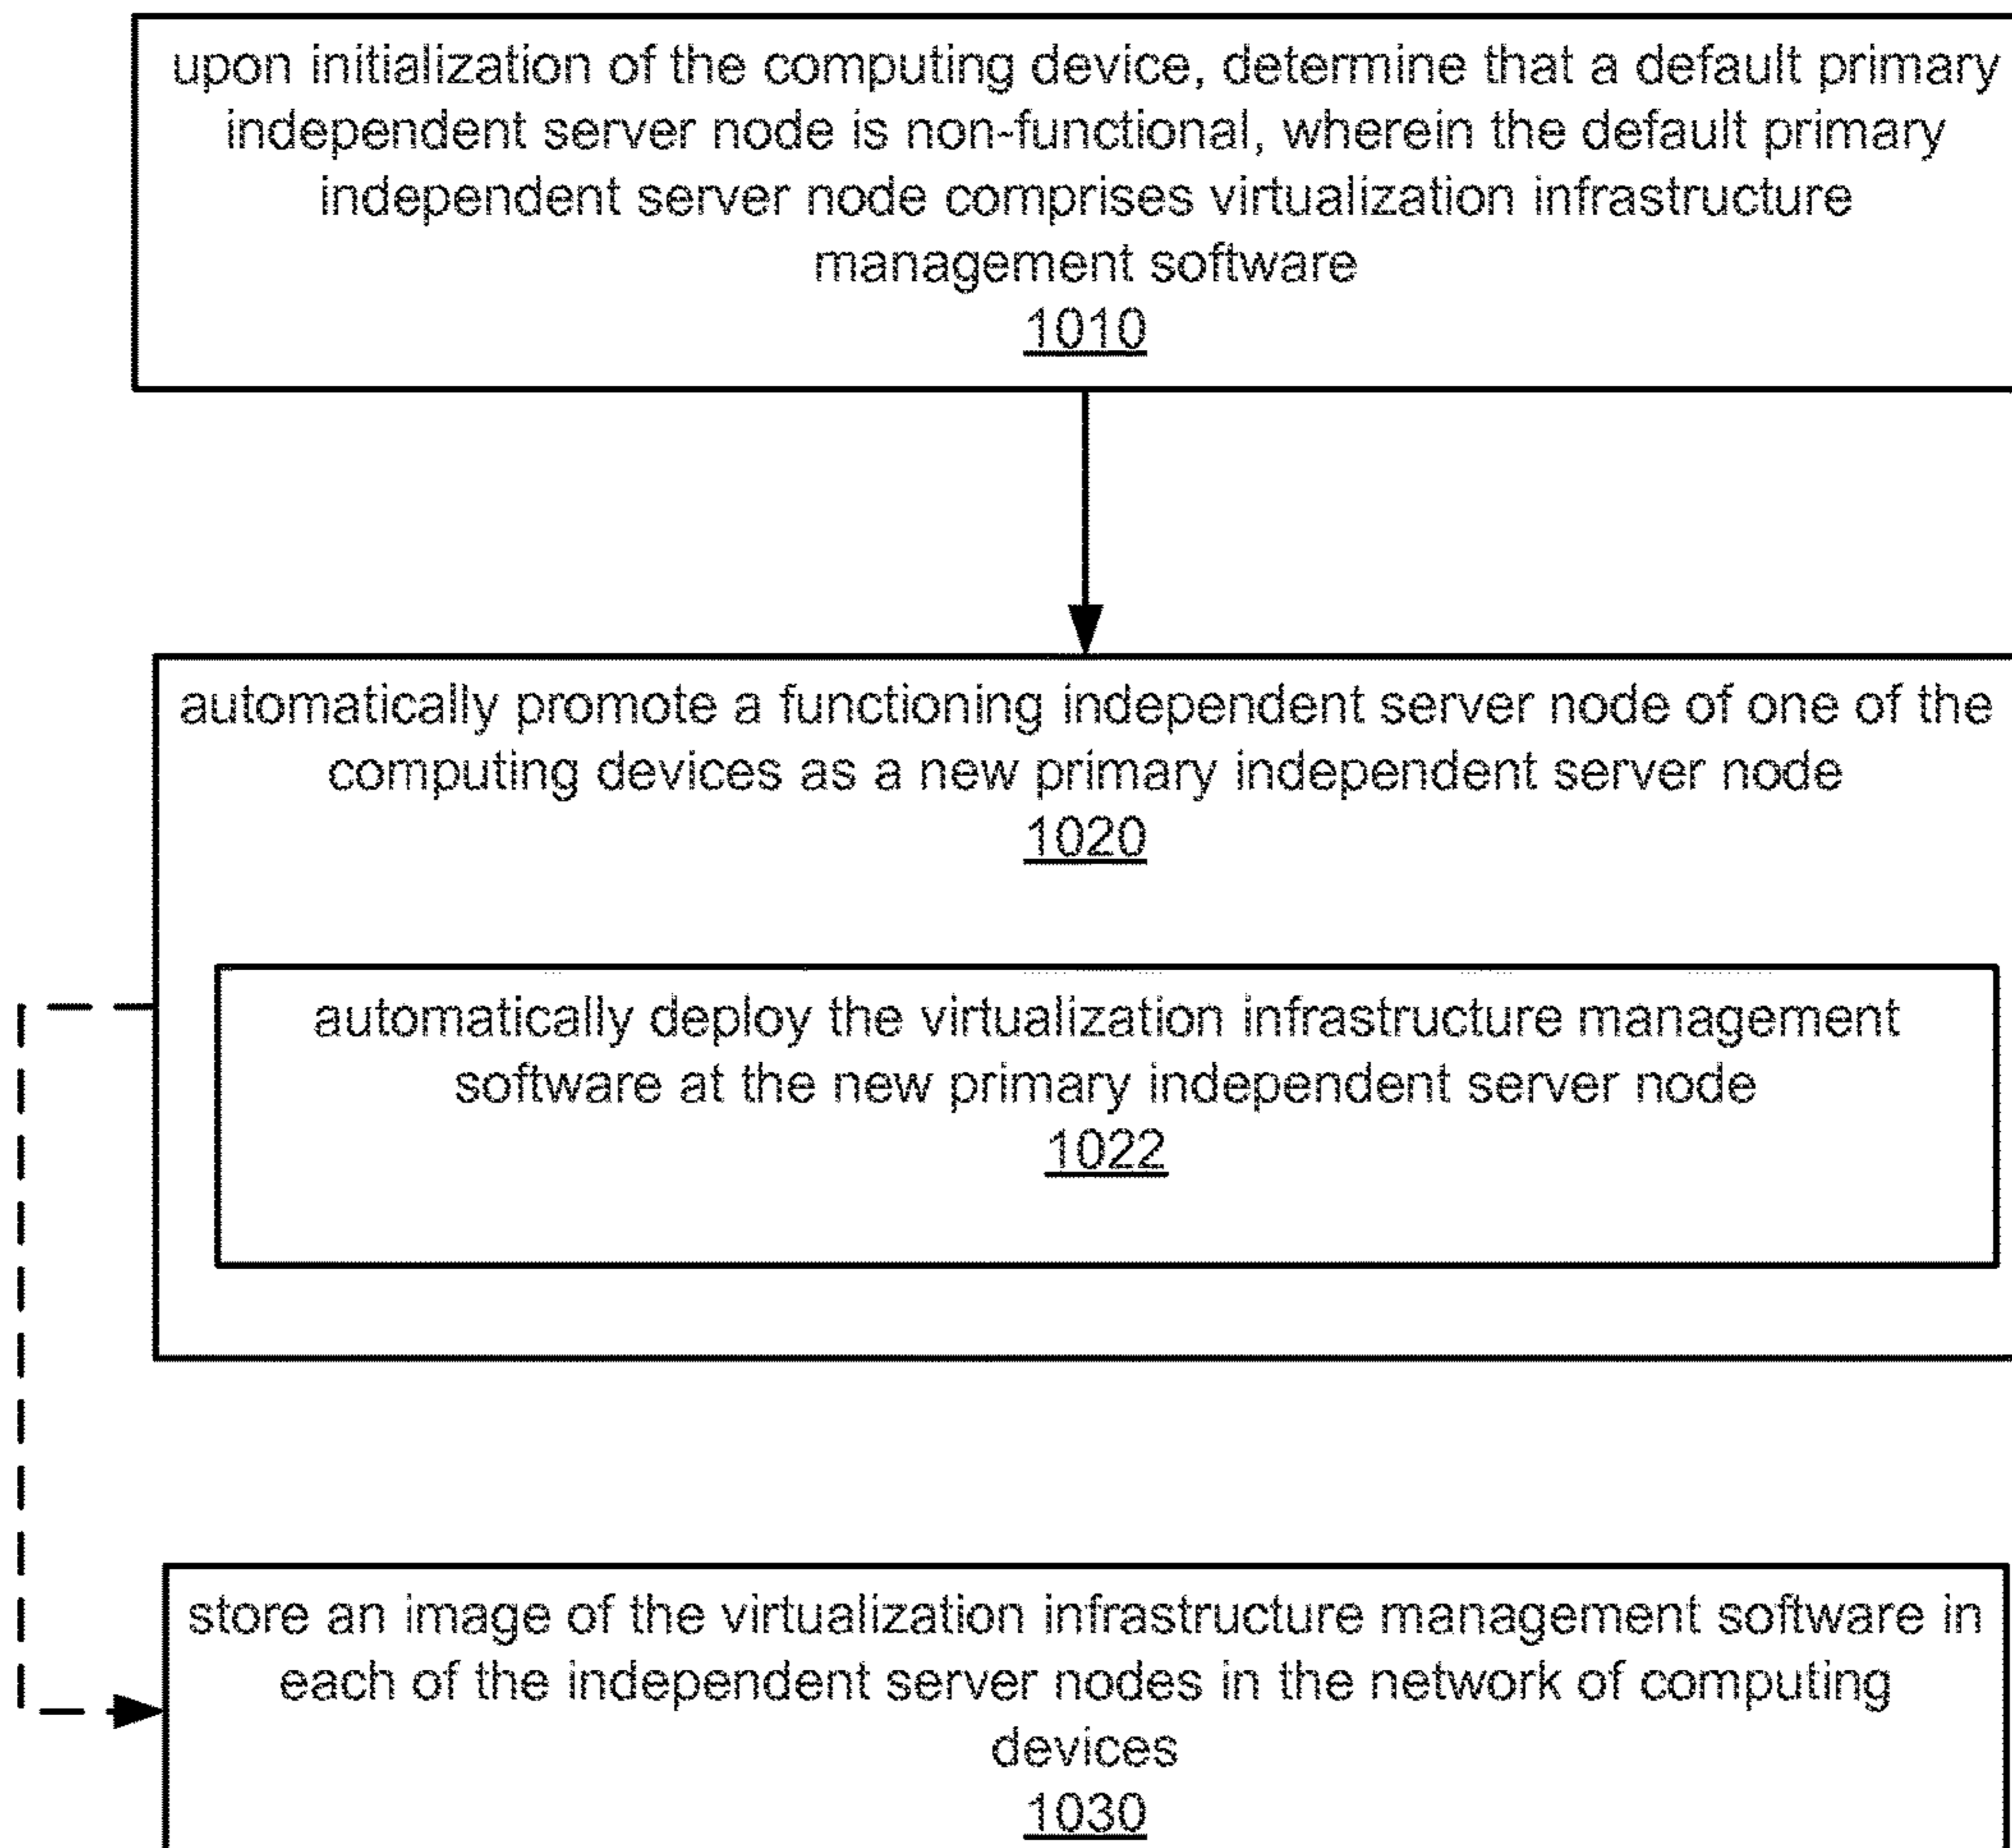 upon initialization of the computing device, determine that a default primary
independent server node is non-functional, wherein the default primary
independent server node comprises virtualization infrastructure
management software
1010
automatically promote a functioning independent server node of one of the
computing devices as a new primary independent server node
1020
automatically deploy the virtualization infrastructure management
software at the new primary independent server node
1022
store an image of the virtualization infrastructure management software in
each of the independent server nodes in the network of computing
devices
1030